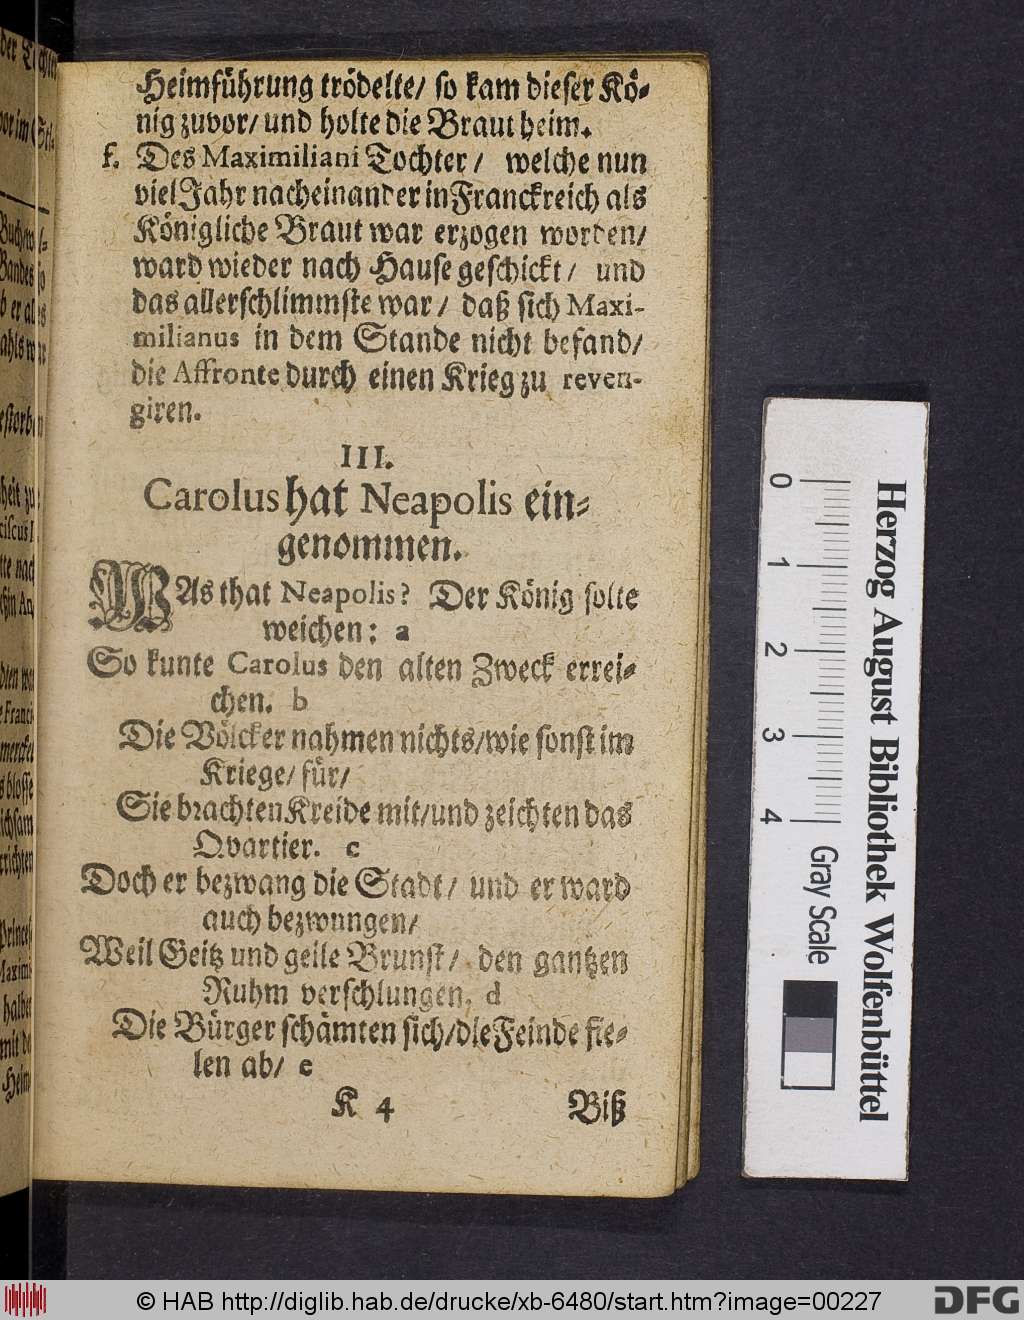 Heimführung trödelte/ so kam dieser Kö-
nig zuvor/ und holte die Braut heim.
f. Des Maximiliani Tochter/ welche nun
viel Jahr nacheinander in Franckreich als
Königliche Braut war erzogen worden/
ward wieder nach Hause geschickt/ und
das allerschlimmste war/ daß sich Maxi-
milianus in dem Stande nicht befand/
die Affronte durch einen Krieg zu reven-
giren.
III.
Carolus hat Neapolis ein-
genommen.
WAs that Neapolis? Der König solte
weichen: a
So kunte Carolus den alten Zweck errei-
chen. b
Die Völcker nahmen nichts/ wie sonst im
Kriege/ für/
Sie brachten Kreide mit/ und zeichten das
Qvartier. c
Doch er bezwang die Stadt/ und er ward
auch bezwungen/
Weil Geitz und geile Brunst/ den gantzen
Ruhm verschlungen. d
Die Bürger schämten sich/ die Feinde fie-
len ab/ e
K 4 Biß
0 1 2 3 4 Gray Scale
Herzog August Bibliothek Wolfenbüttel
© HAB http://diglib.hab.de/drucke/xb-6480/start.htm?image=00227
DFG